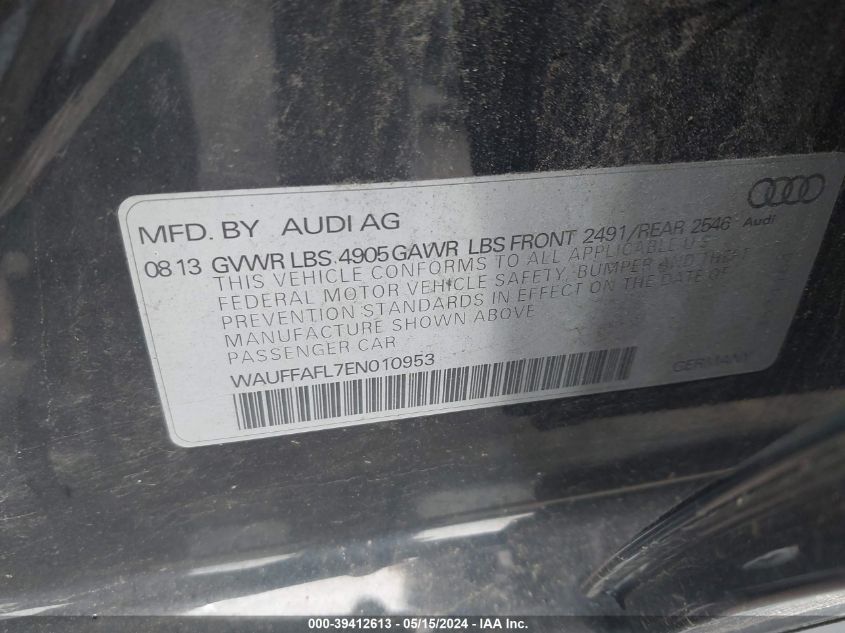 MFD. BY AUDI AG
Audi
08 13 GVWR LBS. 4905 GAWR LBS FRONT 2491/REAR 2546
THIS VEHICLE CONFORMS TO ALL APPLICABLE U.S.
FEDERAL MOTOR VEHICLE SAFETY, BUMPER AND THEFT
PREVENTION STANDARDS IN EFFECT ON THE DATE OF
MANUFACTURE SHOWN ABOVE
PASSENGER CAR
WAUFFAFL7EN010953
GERMANY
000-39412613 - 05/15/2024 - IAA Inc.